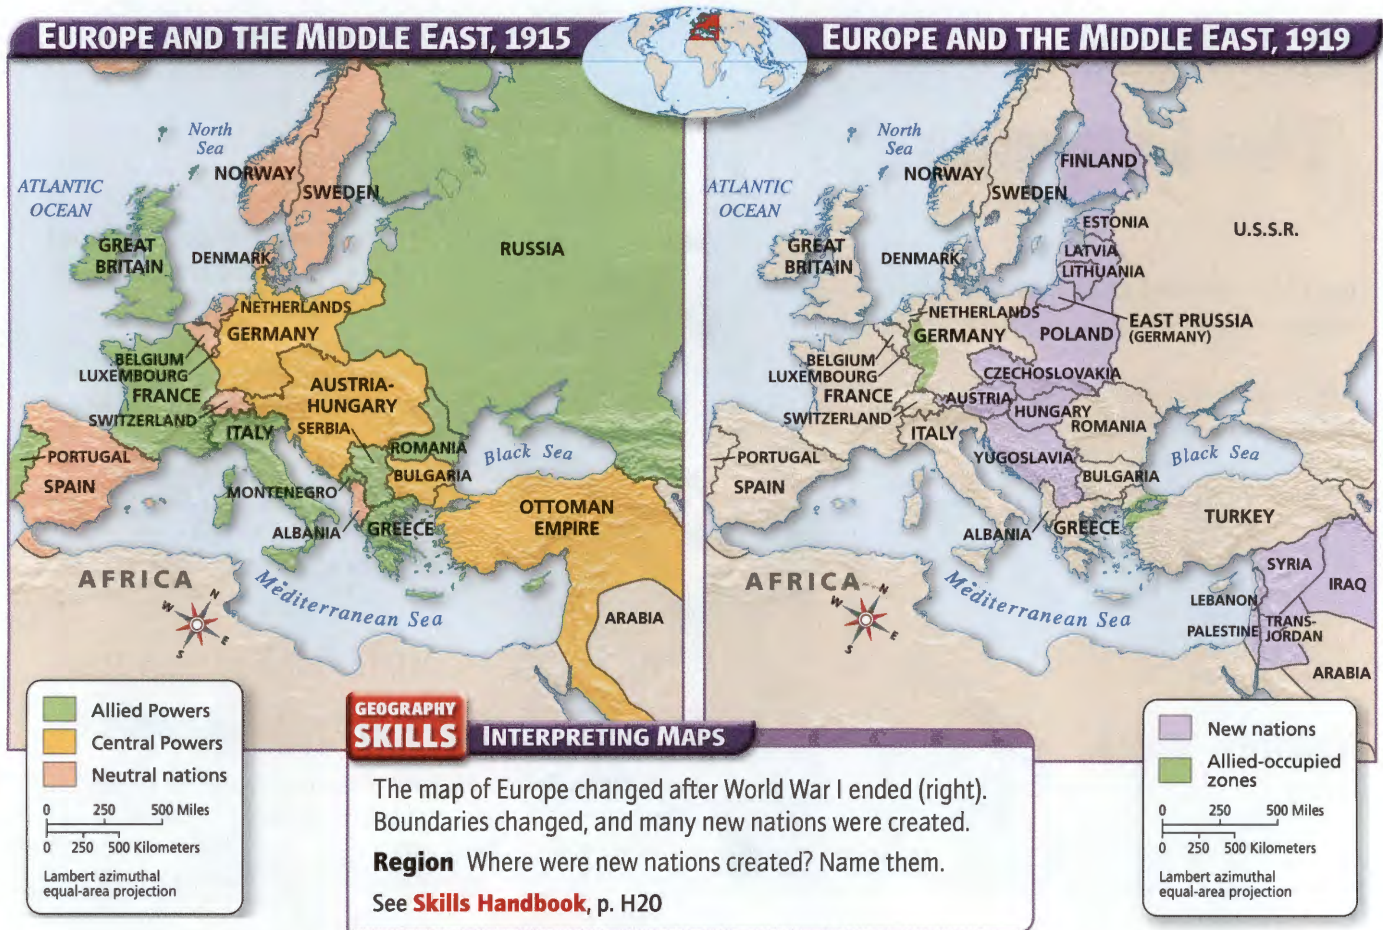 EUROPE AND THE MIDDLE EAST, 1915
North
Sea
NORWAY
SWEDEN
ATLANTIC
OCEAN
RUSSIA
GREAT
BRITAIN
DENMARK
NETHERLANDS
GERMANY
BELGIUM
LUXEMBOURG
FRANCE
AUSTRIA-
HUNGARY
SWITZERLAND
SERBIA
ITALY
ROMANIA
Black Sea
PORTUGAL
BULGARIA
SPAIN
MONTENEGRO
OTTOMAN
EMPIRE
ALBANIA
GREECE
AFRICA
Mediterranean Sea
N
W
E
S
ARABIA
Allied Powers
Central Powers
Neutral nations
0 250 500 Miles
0 250 500 Kilometers
Lambert azimuthal
equal-area projection
EUROPE AND THE MIDDLE EAST, 1919
North
Sea
FINLAND
NORWAY
SWEDEN
ATLANTIC
OCEAN
ESTONIA
U.S.S.R.
GREAT
BRITAIN
LATVIA
DENMARK
LITHUANIA
NETHERLANDS
EAST PRUSSIA
(GERMANY)
GERMANY
POLAND
BELGIUM
LUXEMBOURG
CZECHOSLOVAKIA
FRANCE
AUSTRIA
SWITZERLAND
HUNGARY
ROMANIA
ITALY
PORTUGAL
YUGOSLAVIA
Black Sea
BULGARIA
SPAIN
TURKEY
ALBANIA
GREECE
SYRIA
AFRICA
Mediterranean Sea
IRAQ
LEBANON
PALESTINE
TRANS-
JORDAN
N
W
E
S
ARABIA
New nations
Allied-occupied
zones
0 250 500 Miles
0 250 500 Kilometers
Lambert azimuthal
equal-area projection
GEOGRAPHY
SKILLS
INTERPRETING MAPS
The map of Europe changed after World War I ended (right).
Boundaries changed, and many new nations were created.
Region Where were new nations created? Name them.
See Skills Handbook, p. H20